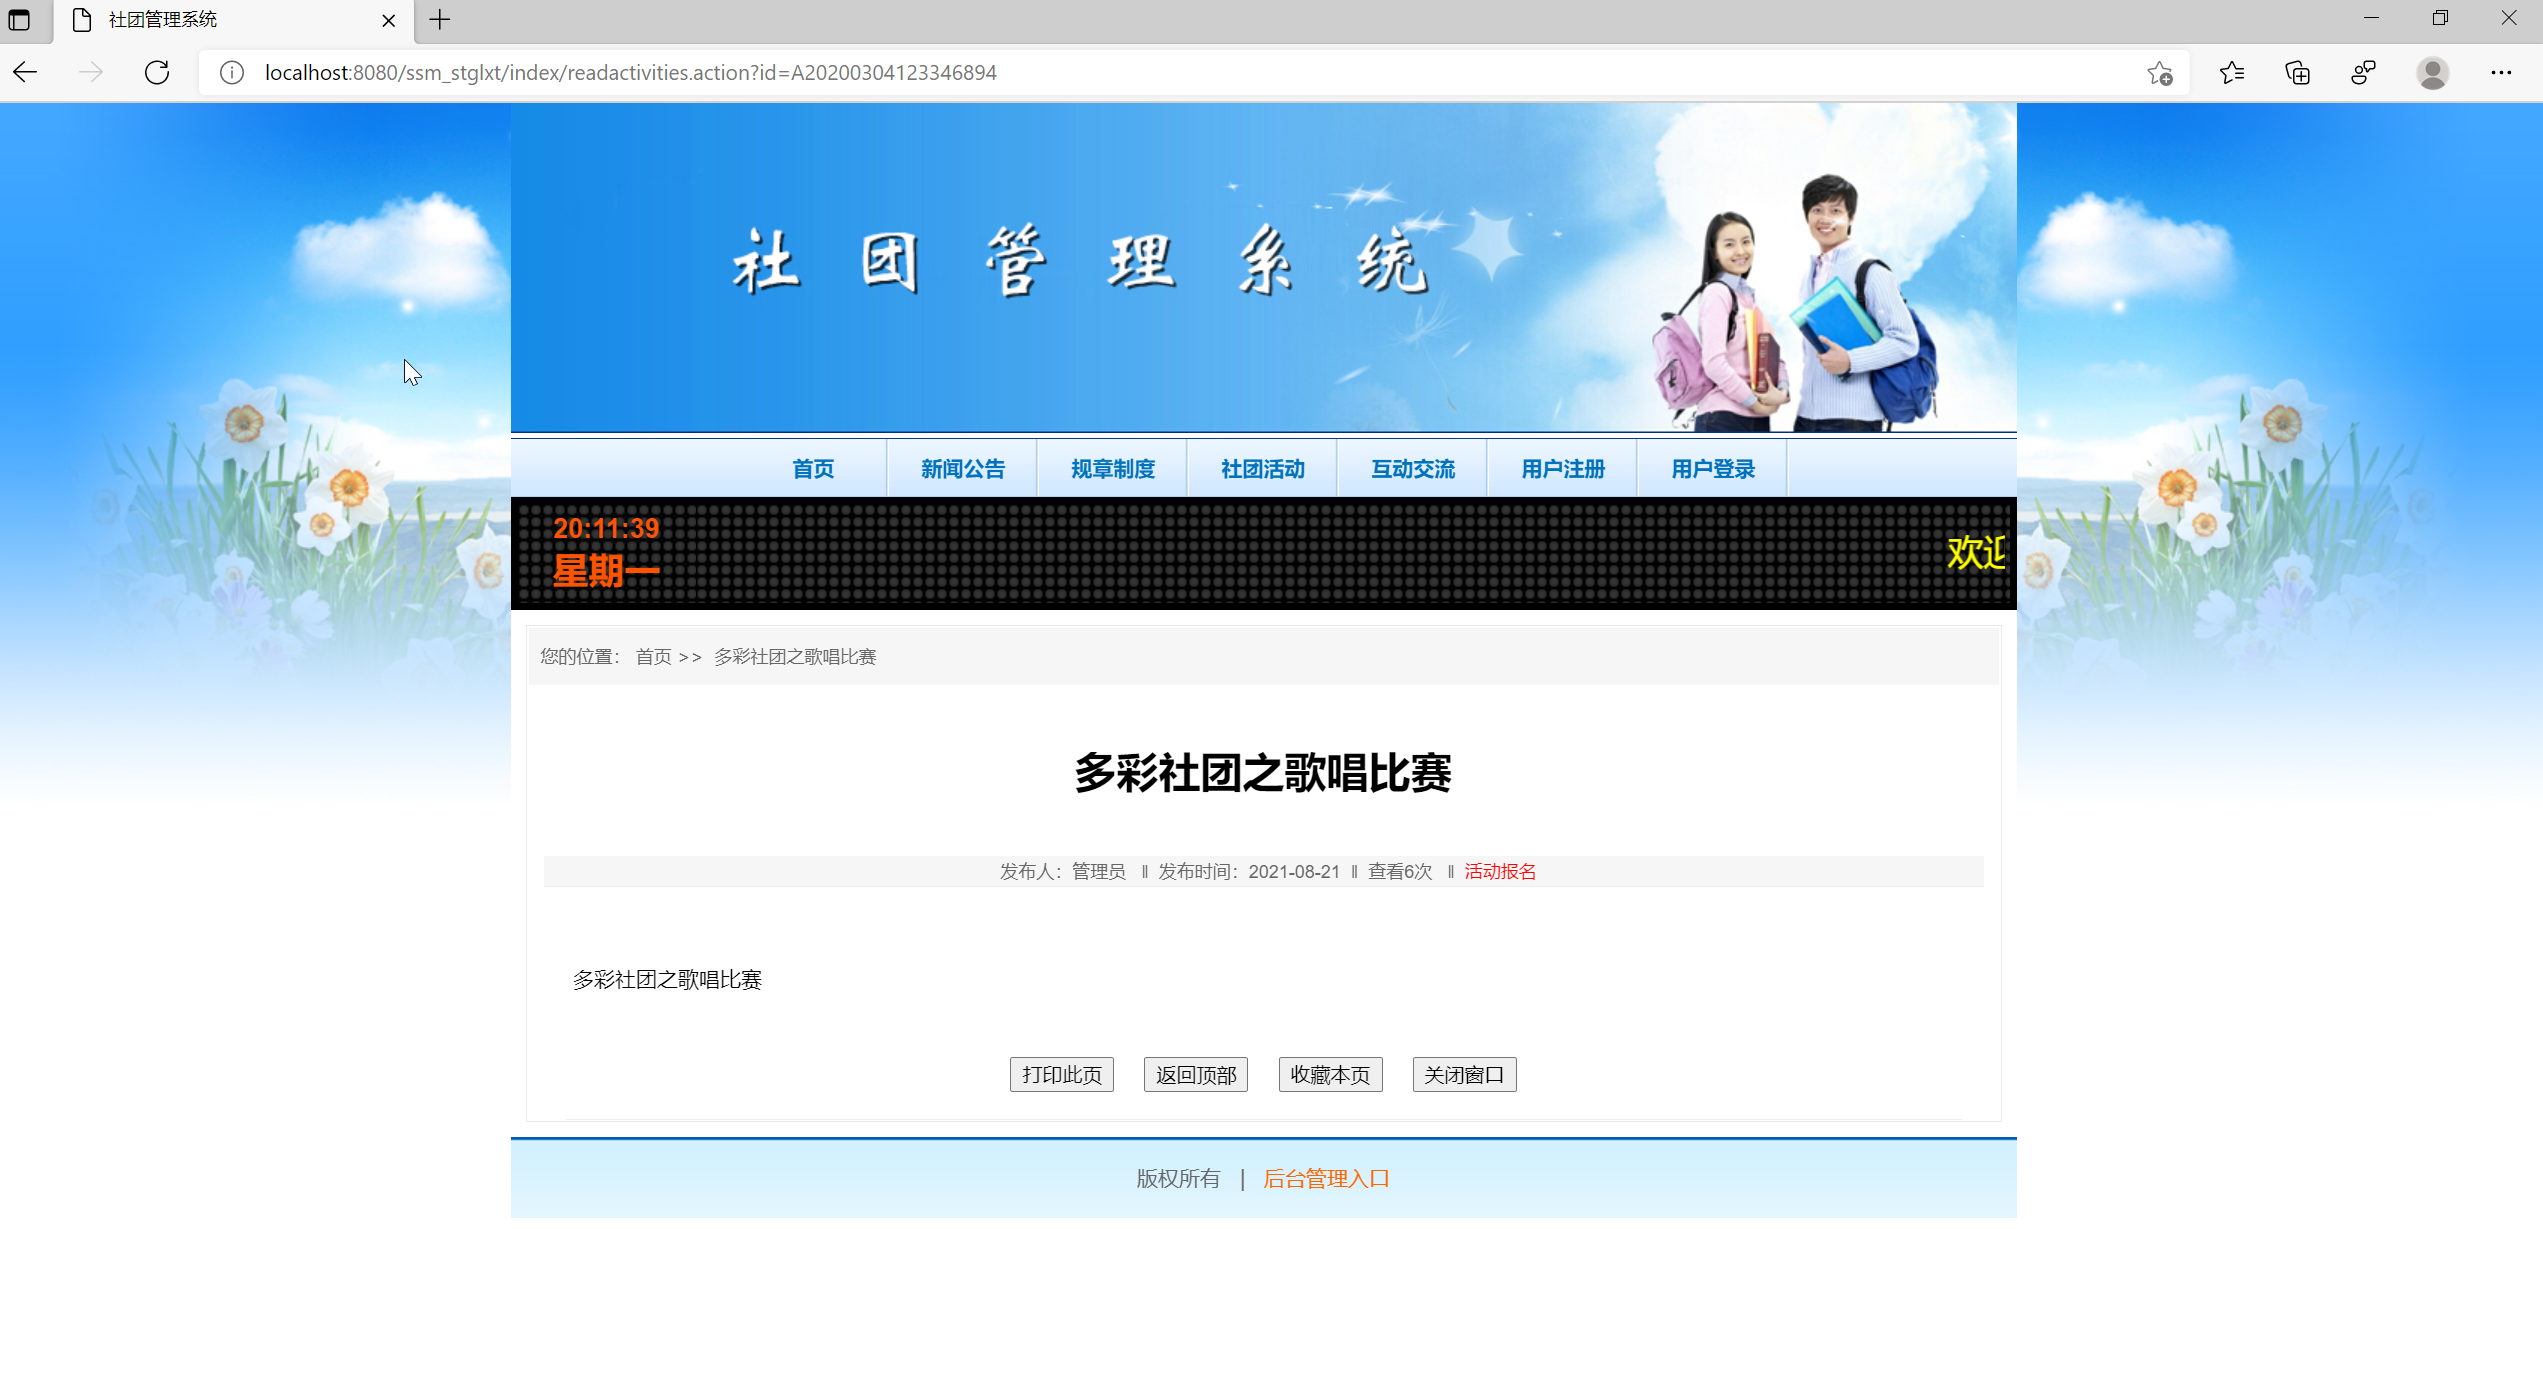 社团管理系统
localhost:8080/ssm_stglxt/index/readactivities.action?id=A20200304123346894
社团管理系统
首页 新闻公告 规章制度 社团活动 互动交流 用户注册 用户登录
20:11:39
星期一
欢迎
您的位置： 首页 >> 多彩社团之歌唱比赛
多彩社团之歌唱比赛
发布人：管理员 ‖ 发布时间：2021-08-21 ‖ 查看6次 ‖ 活动报名
多彩社团之歌唱比赛
打印此页 返回顶部 收藏本页 关闭窗口
版权所有 | 后台管理入口